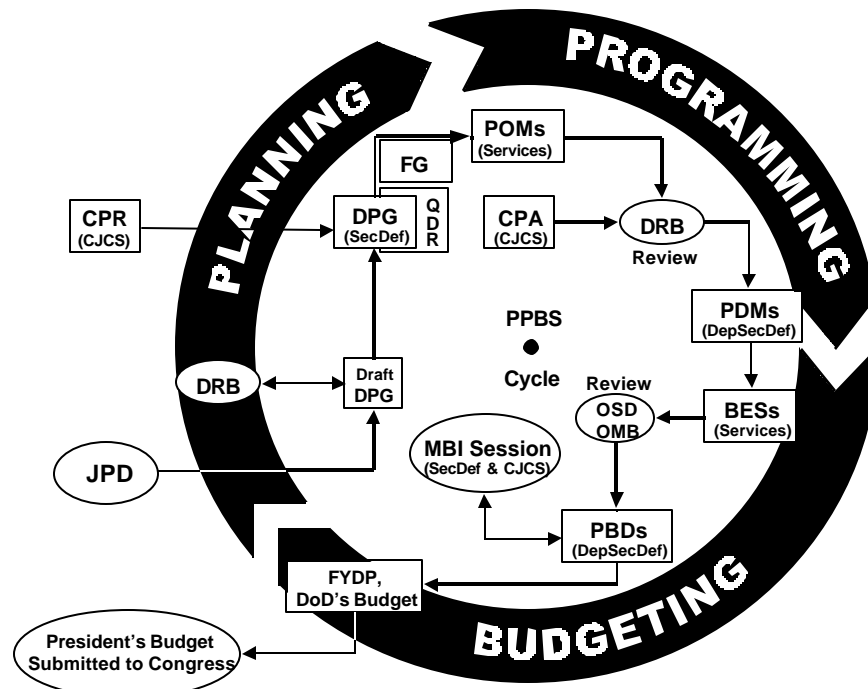 PLANNING
PROGRAMMING
BUDGETING
POMs
(Services)
FG
CPR
(CJCS)
DPG
(SecDef)
QDR
CPA
(CJCS)
DRB
Review
PDMs
(DepSecDef)
PPBS
Cycle
DRB
Draft
DPG
Review
OSD
OMB
BESs
(Services)
MBI Session
(SecDef & CJCS)
JPD
PBDs
(DepSecDef)
FYDP,
DoD's Budget
President's Budget
Submitted to Congress